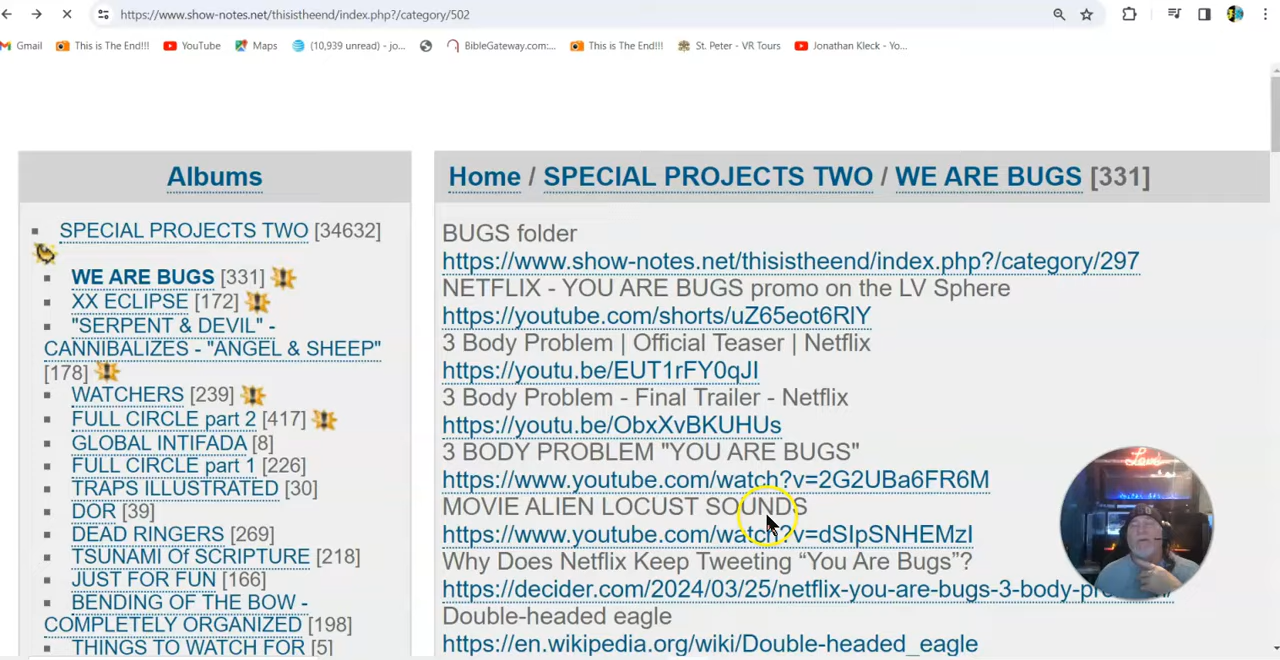 https://www.show-notes.net/thisistheend/index.php?/category/502
Gmail
This is The End!!!
YouTube
Maps
(10,939 unread) - jo...
BibleGateway.com:...
This is The End!!!
St. Peter - VR Tours
Jonathan Kleck - Yo...
Albums
SPECIAL PROJECTS TWO [34632]
WE ARE BUGS [331]
XX ECLIPSE [172]
"SERPENT & DEVIL" -
CANNIBALIZES - "ANGEL & SHEEP"
[178]
WATCHERS [239]
FULL CIRCLE part 2 [417]
GLOBAL INTIFADA [8]
FULL CIRCLE part 1 [226]
TRAPS ILLUSTRATED [30]
DOR [39]
DEAD RINGERS [269]
TSUNAMI Of SCRIPTURE [218]
JUST FOR FUN [166]
BENDING OF THE BOW -
COMPLETELY ORGANIZED [198]
THINGS TO WATCH FOR [5]
Home / SPECIAL PROJECTS TWO / WE ARE BUGS [331]
BUGS folder
https://www.show-notes.net/thisistheend/index.php?/category/297
NETFLIX - YOU ARE BUGS promo on the LV Sphere
https://youtube.com/shorts/uZ65eot6RIY
3 Body Problem | Official Teaser | Netflix
https://youtu.be/EUT1rFY0qJI
3 Body Problem - Final Trailer - Netflix
https://youtu.be/ObxXvBKUHUs
3 BODY PROBLEM "YOU ARE BUGS"
https://www.youtube.com/watch?v=2G2UBa6FR6M
MOVIE ALIEN LOCUST SOUNDS
https://www.youtube.com/watch?v=dSIpSNHEMzI
Why Does Netflix Keep Tweeting “You Are Bugs”?
https://decider.com/2024/03/25/netflix-you-are-bugs-3-body-pr
Double-headed eagle
https://en.wikipedia.org/wiki/Double-headed_eagle